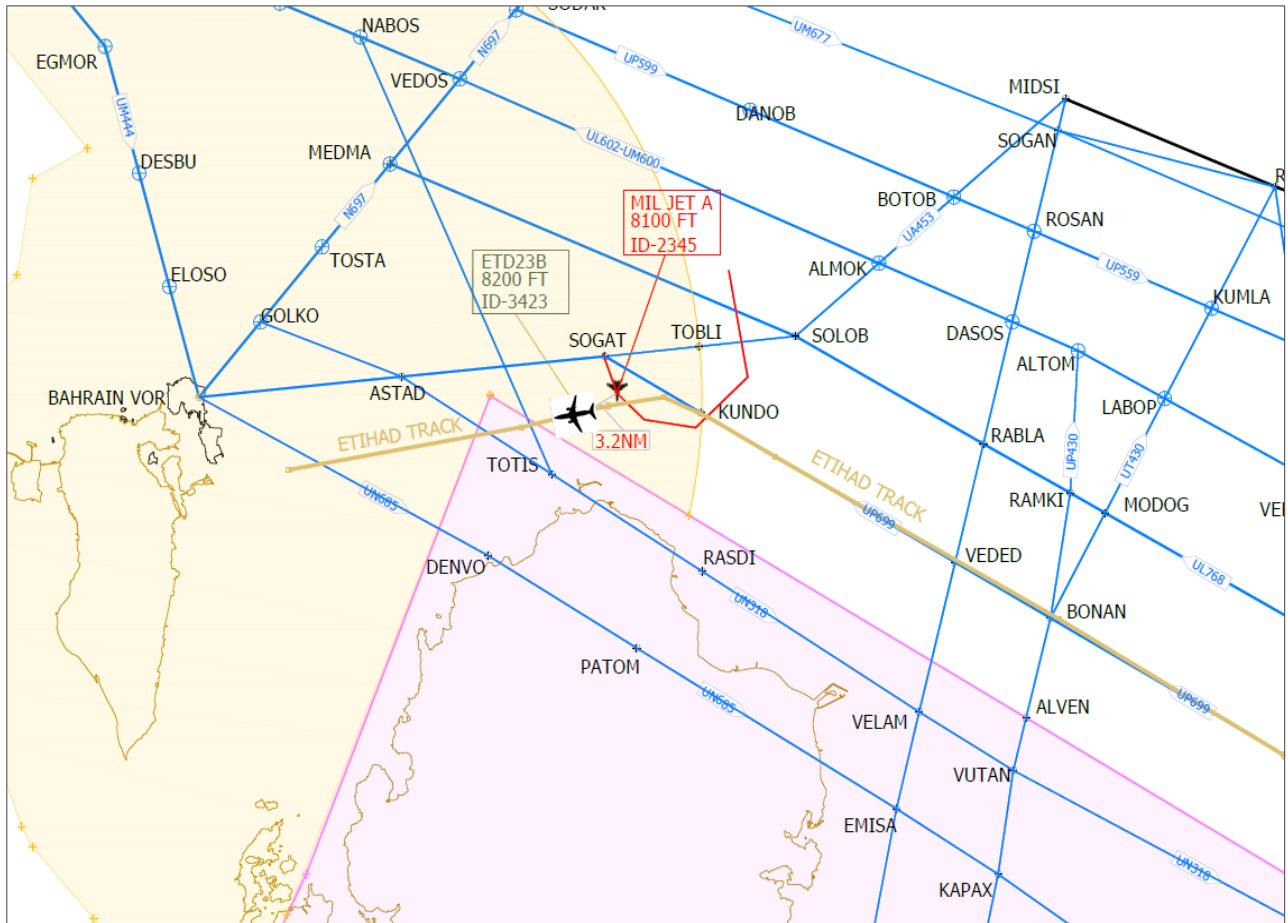 SODAR
NABOS
UM677
EGMOR
N697
VEDOS
UP599
MIDSI
DANOB
SOGAN
UM444
UL602-UM600
MEDMA
DESBU
R
MIL JET A
8100 FT
ID-2345
BOTOB
N697
UA453
ROSAN
TOSTA
ETD23B
8200 FT
ID-3423
ALMOK
UP559
ELOSO
KUMLA
GOLKO
SOGAT
TOBLI
SOLOB
DASOS
ALTOM
BAHRAIN VOR
ASTAD
KUNDO
LABOP
ETIHAD TRACK
3.2NM
RABLA
UP430
UT430
TOTIS
ETIHAD TRACK
RAMKI
MODOG
UN685
UP699
VEL
DENVO
RASDI
VEDED
UL768
UN318
BONAN
PATOM
UN685
UP699
VELAM
ALVEN
VUTAN
EMISA
UN318
KAPAX